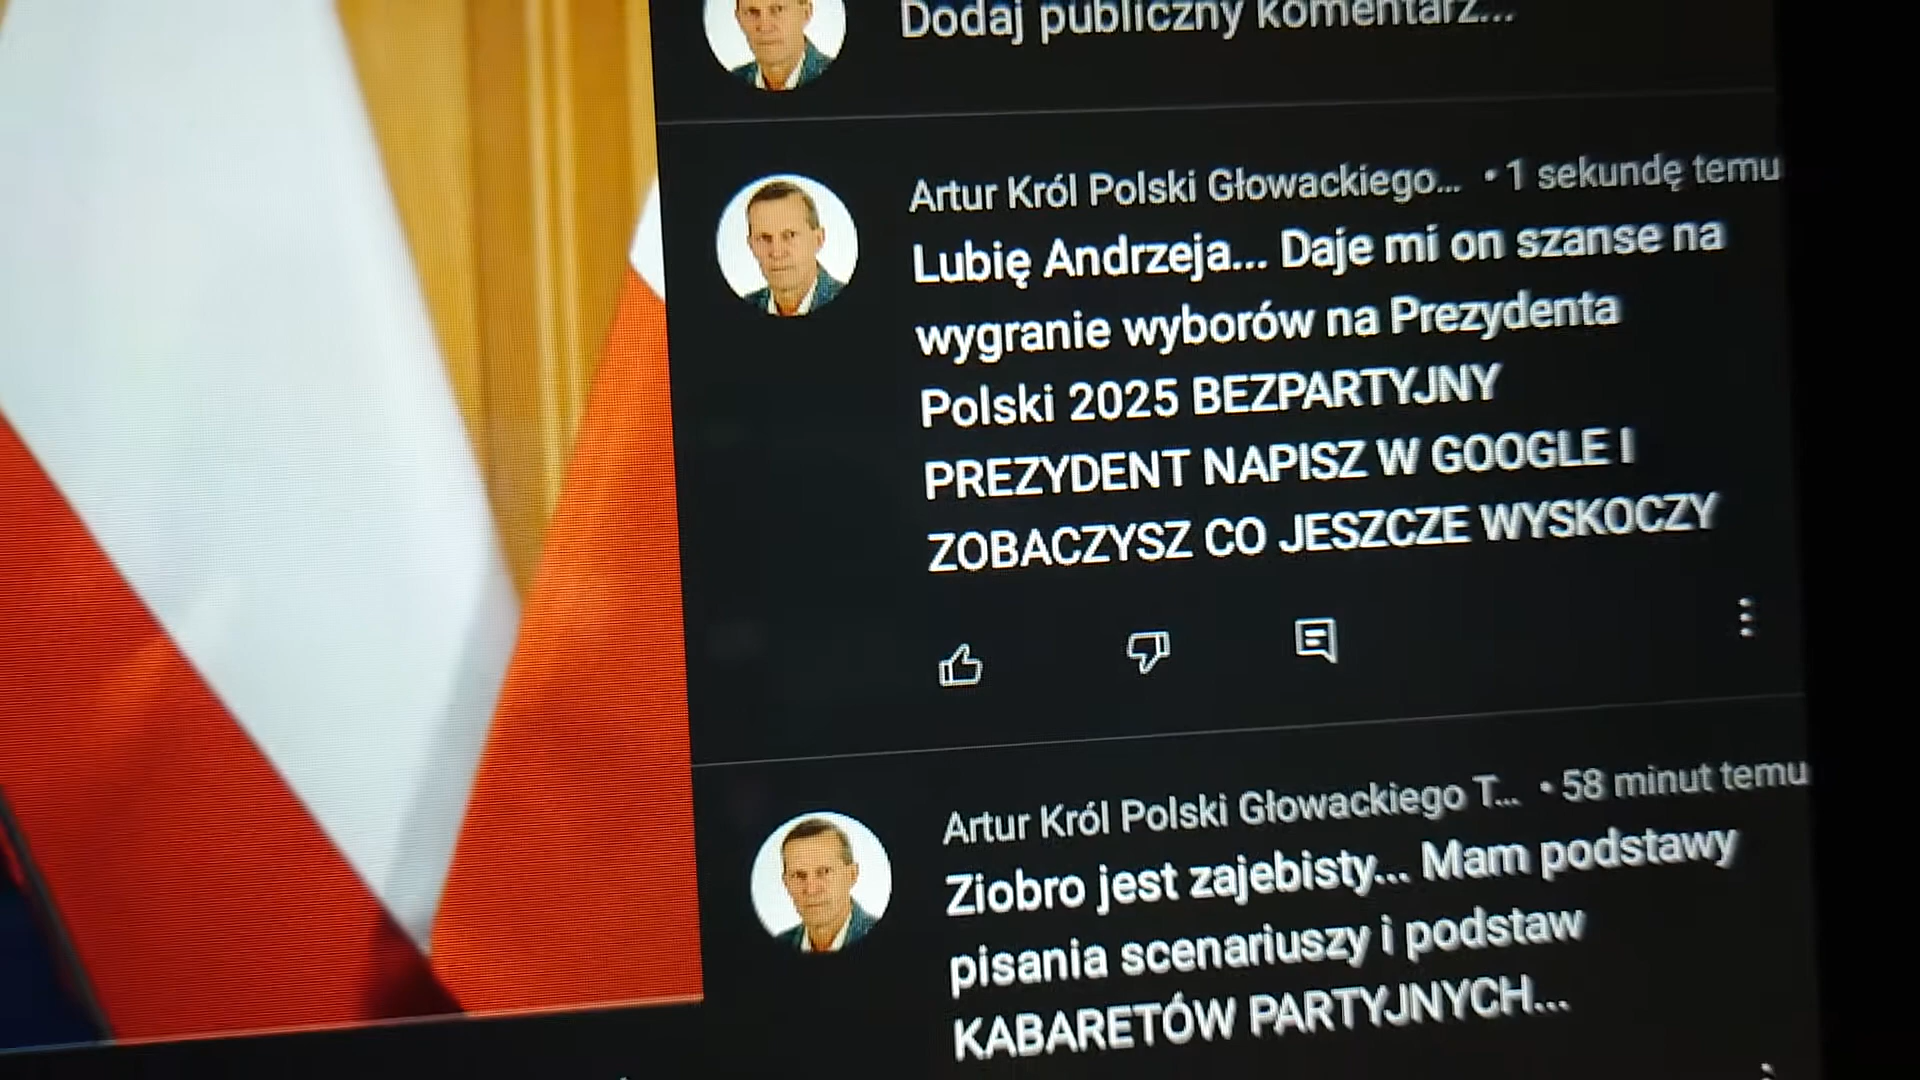 Dodaj publiczny komentarz...
Artur Król Polski Głowackiego... • 1 sekundę temu
Lubię Andrzeja... Daje mi on szanse na
wygranie wyborów na Prezydenta
Polski 2025 BEZPARTYJNY
PREZYDENT NAPISZ W GOOGLE I
ZOBACZYSZ CO JESZCZE WYSKOCZY
Artur Król Polski Głowackiego T... • 58 minut temu
Ziobro jest zajebisty... Mam podstawy
pisania scenariuszy i podstaw
KABARETÓW PARTYJNYCH...